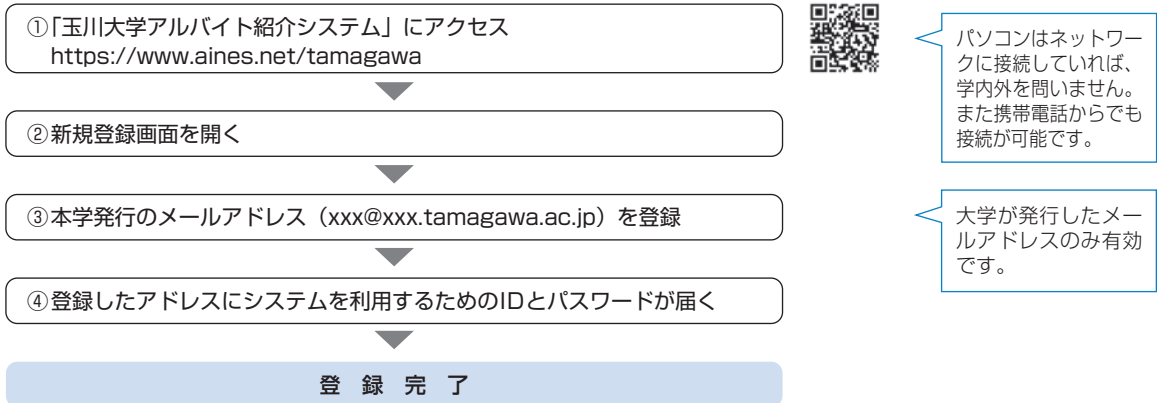 ①「玉川大学アルバイト紹介システム」にアクセス
https://www.aines.net/tamagawa
パソコンはネットワー
クに接続していれば、
学内外を問いません。
また携帯電話からでも
接続が可能です。
②新規登録画面を開く
③本学発行のメールアドレス（xxx@xxx.tamagawa.ac.jp）を登録
大学が発行したメー
ルアドレスのみ有効
です。
④登録したアドレスにシステムを利用するためのIDとパスワードが届く
登 録 完 了